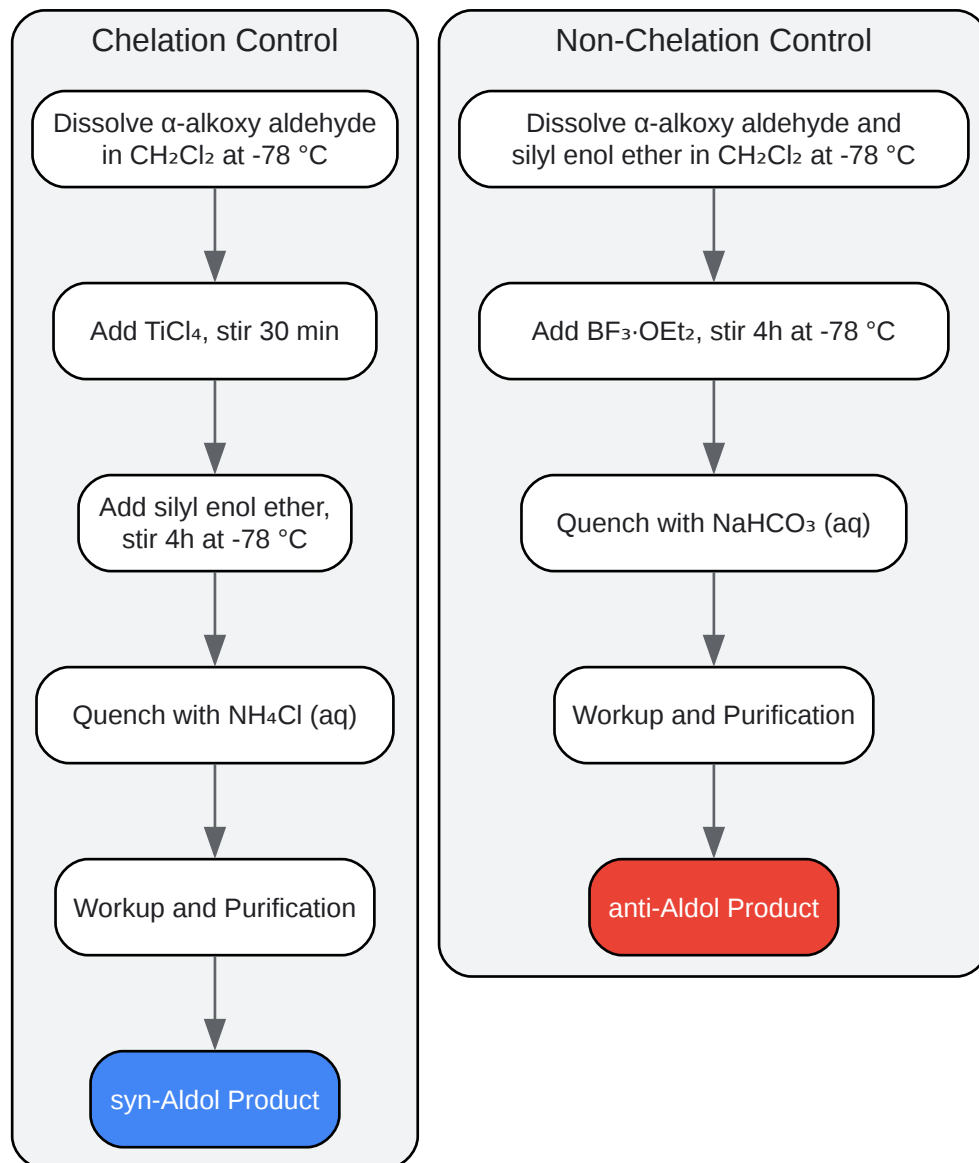 Chelation Control
Dissolve α-alkoxy aldehyde
in CH₂Cl₂ at -78 °C
Add TiCl₄, stir 30 min
Add silyl enol ether,
stir 4h at -78 °C
Quench with NH₄Cl (aq)
Workup and Purification
syn-Aldol Product
Non-Chelation Control
Dissolve α-alkoxy aldehyde and
silyl enol ether in CH₂Cl₂ at -78 °C
Add BF₃·OEt₂, stir 4h at -78 °C
Quench with NaHCO₃ (aq)
Workup and Purification
anti-Aldol Product